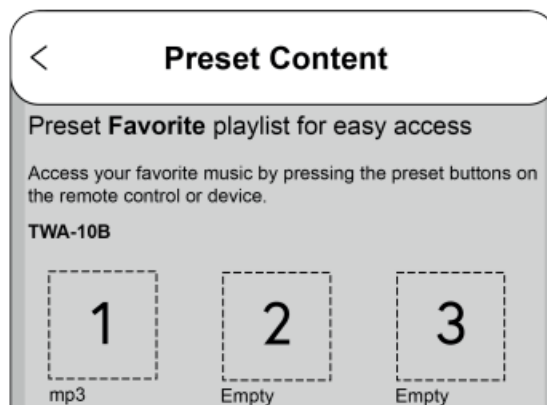 Preset Content
Preset Favorite playlist for easy access
Access your favorite music by pressing the preset buttons on
the remote control or device.
TWA-10B
1 2 3
mp3 Empty Empty